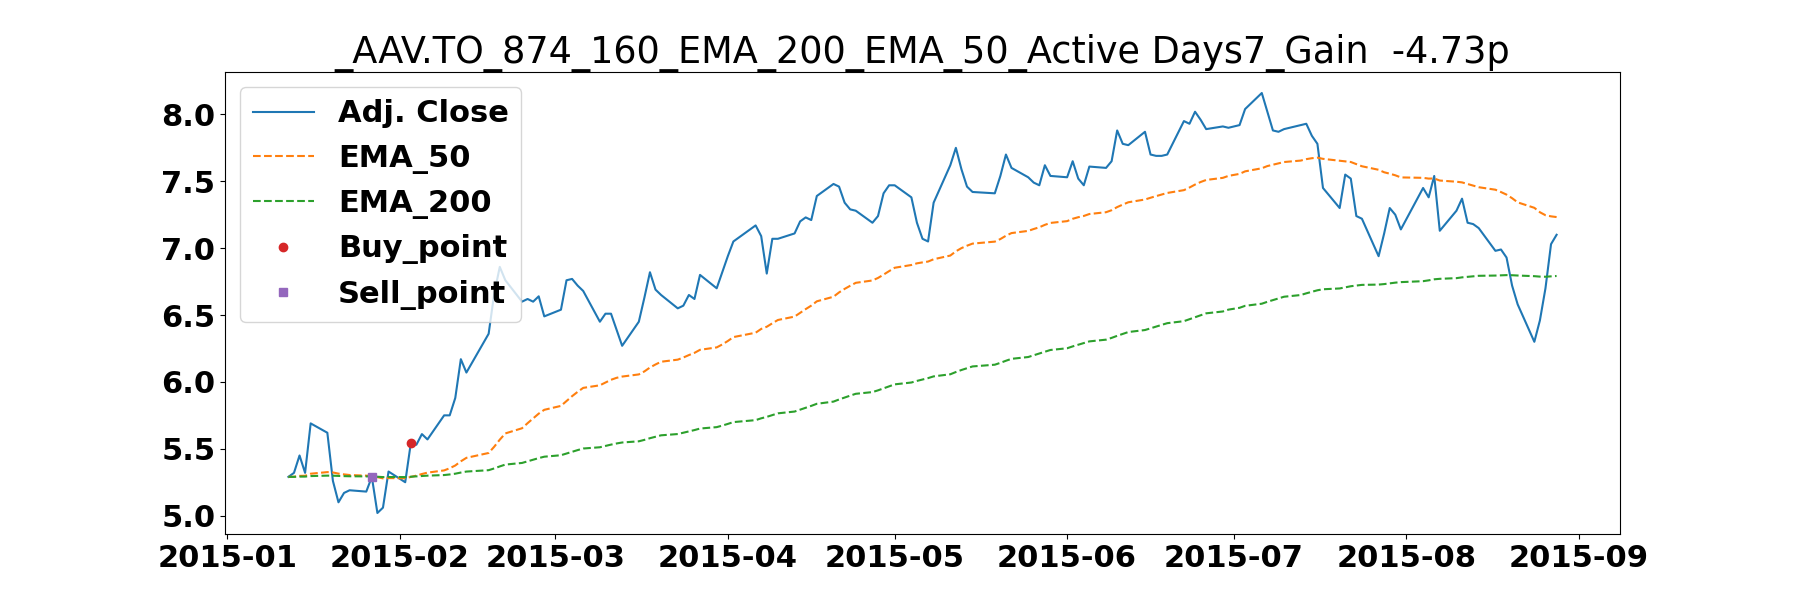 _AAV.TO_874_160_EMA_200_EMA_50_Active Days7_Gain  -4.73p
Adj. Close
EMA_50
EMA_200
Buy_point
Sell_point
8.0
7.5
7.0
6.5
6.0
5.5
5.0
2015-01 2015-02 2015-03 2015-04 2015-05 2015-06 2015-07 2015-08 2015-09